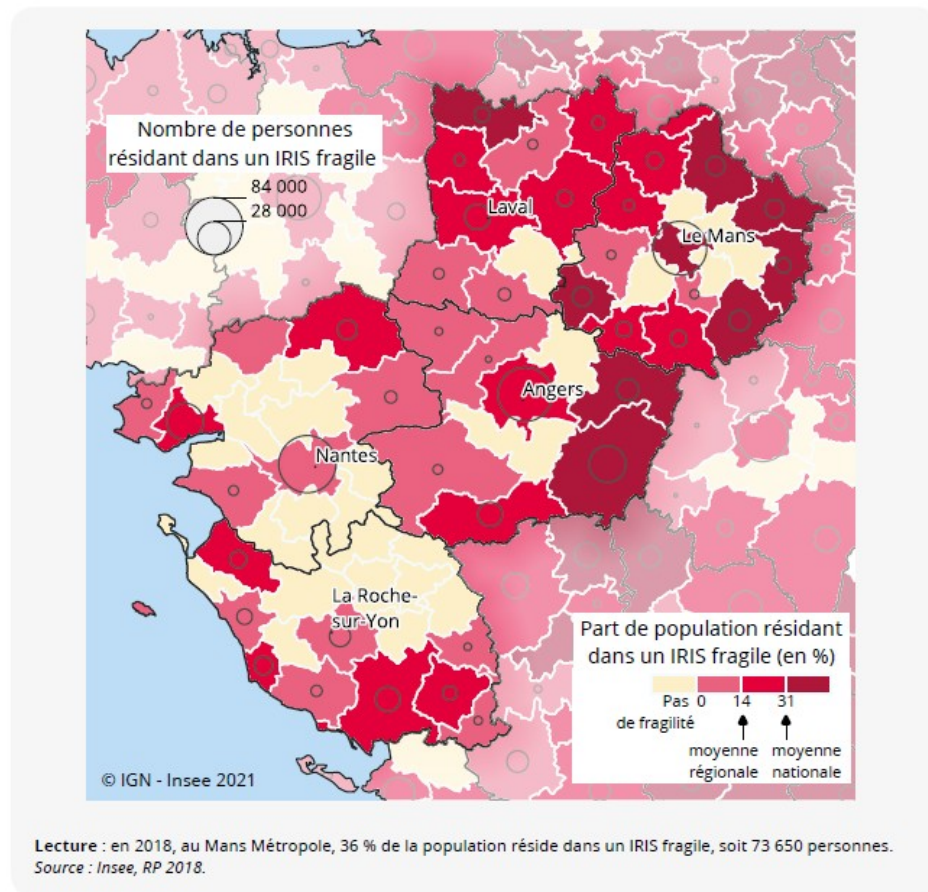 Nombre de personnes
résidant dans un IRIS fragile
84 000
28 000
Laval
Le Mans
Angers
Nantes
La Roche-
sur-Yon
Part de population résidant
dans un IRIS fragile (en %)
Pas 0 14 31
de fragilité
moyenne moyenne
régionale nationale
© IGN - Insee 2021
Lecture : en 2018, au Mans Métropole, 36 % de la population réside dans un IRIS fragile, soit 73 650 personnes.
Source : Insee, RP 2018.